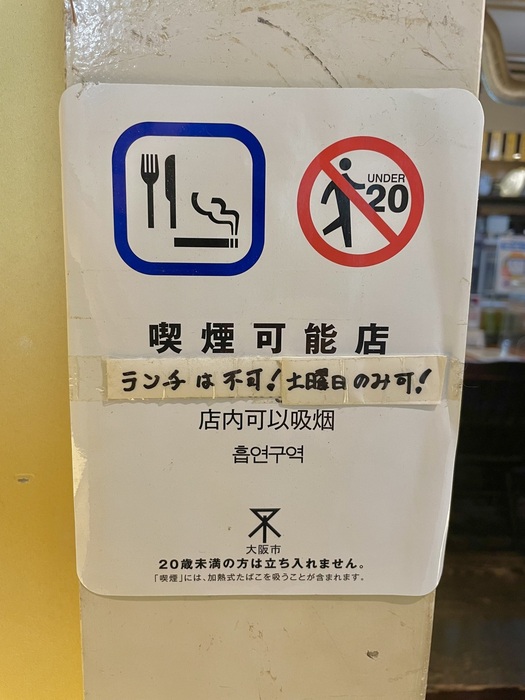 UNDER
20
喫煙可能店
ランチは不可!土曜日のみ可!
店内可以吸烟
흡연구역
大阪市
20歳未満の方は立ち入れません。
「喫煙」には、加熱式たばこを吸うことが含まれます。